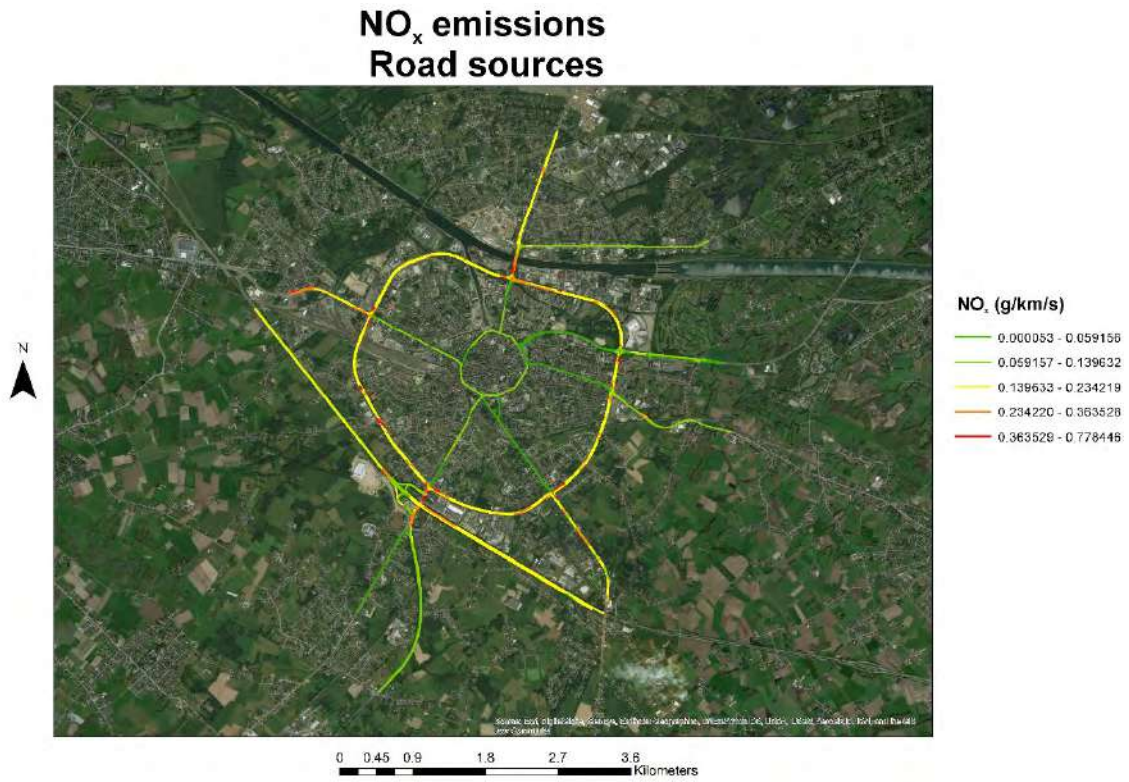 NOx emissions
Road sources
N
NOx (g/km/s)
0.000053 - 0.059156
0.059157 - 0.139632
0.139633 - 0.234219
0.234220 - 0.363528
0.363529 - 0.778446
0 0.45 0.9 1.8 2.7 3.6
Kilometers